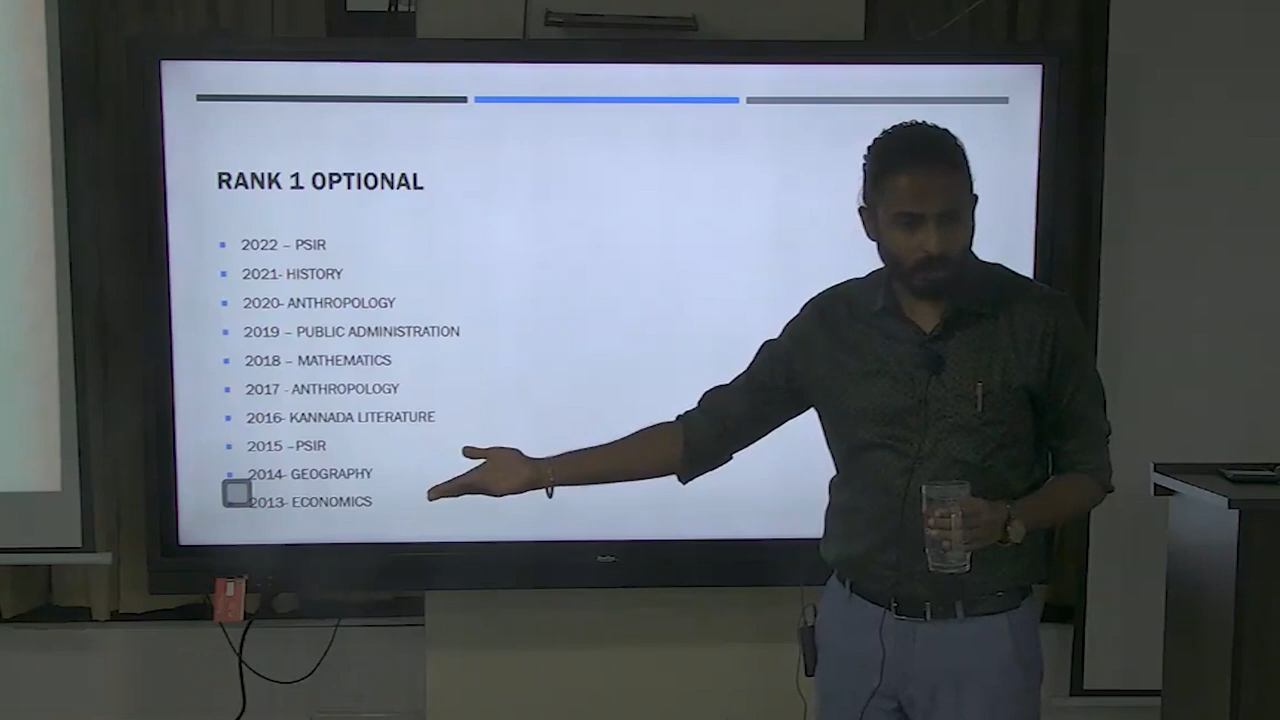 RANK 1 OPTIONAL
2022 – PSIR
2021- HISTORY
2020- ANTHROPOLOGY
2019 – PUBLIC ADMINISTRATION
2018 – MATHEMATICS
2017 - ANTHROPOLOGY
2016- KANNADA LITERATURE
2015 –PSIR
2014- GEOGRAPHY
2013- ECONOMICS